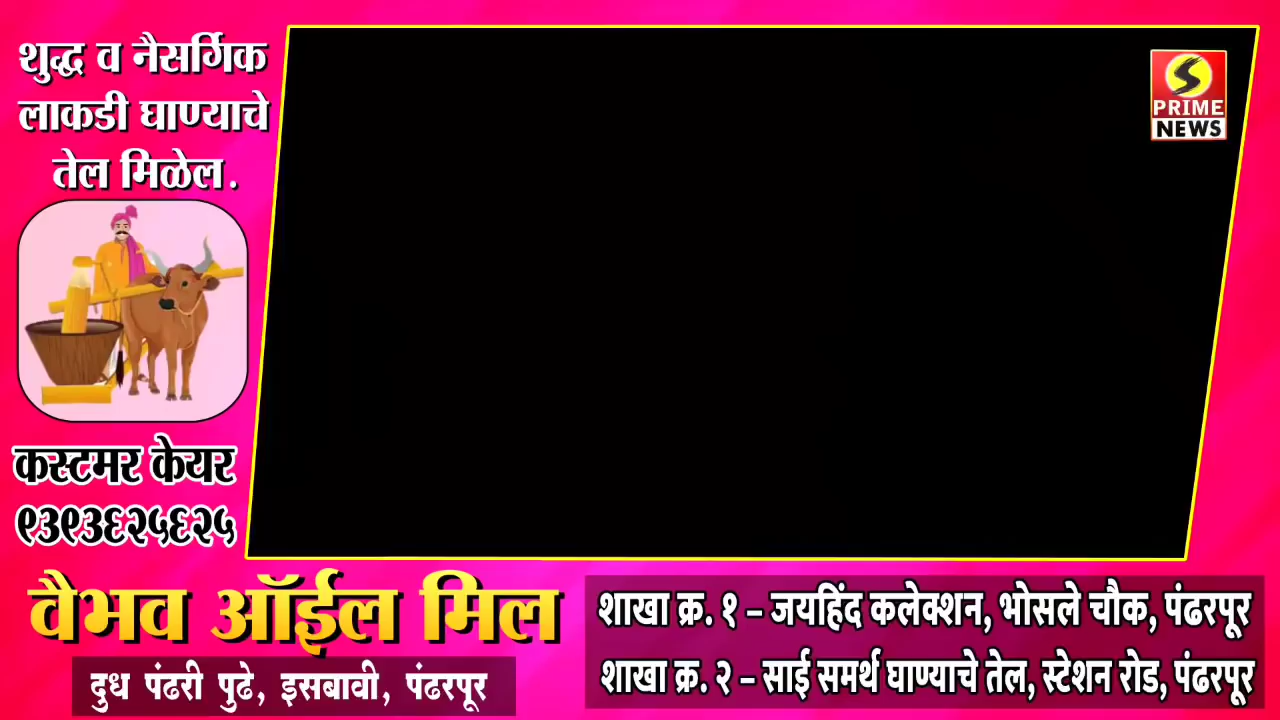 शुद्ध व नैसर्गिक
लाकडी घाण्याचे
तेल मिळेल.
S
PRIME
NEWS
कस्टमर केयर
९३९३६२५६२५
वैभव ऑईल मिल
दुध पंढरी पुढे, इसबावी, पंढरपूर
शाखा क्र. १ – जयहिंद कलेक्शन, भोसले चौक, पंढरपूर
शाखा क्र. २ – साई समर्थ घाण्याचे तेल, स्टेशन रोड, पंढरपूर